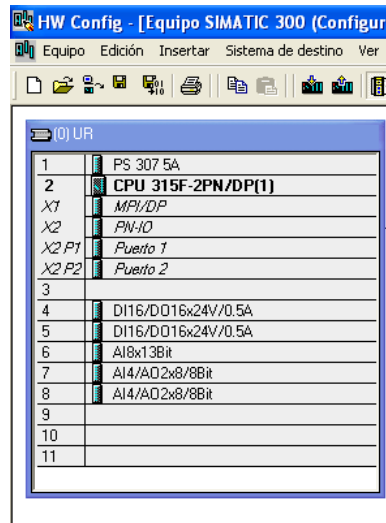 HW Config - [Equipo SIMATIC 300 (Configur
Equipo Edición Insertar Sistema de destino Ver
(0) UR
1 PS 307 5A
2 CPU 315F-2PN/DP(1)
X1 MPI/DP
X2 PN-IO
X2 P1 Puerto 1
X2 P2 Puerto 2
3
4 DI16/DO16x24V/0.5A
5 DI16/DO16x24V/0.5A
6 AI8x13Bit
7 AI4/AO2x8/8Bit
8 AI4/AO2x8/8Bit
9
10
11